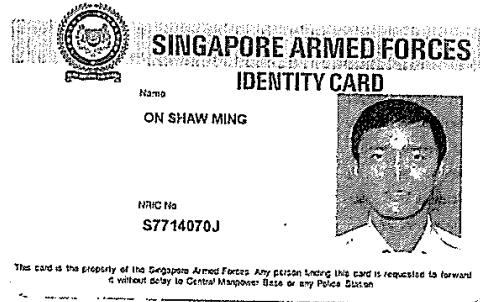 SINGAPORE ARMED FORCES
IDENTITY CARD
Name
ON SHAW MING
NRIC No
S7714070J
This card is the property of the Singapore Armed Forces. Any person finding this card is requested to forward
it without delay to Central Manpower Base or any Police Station